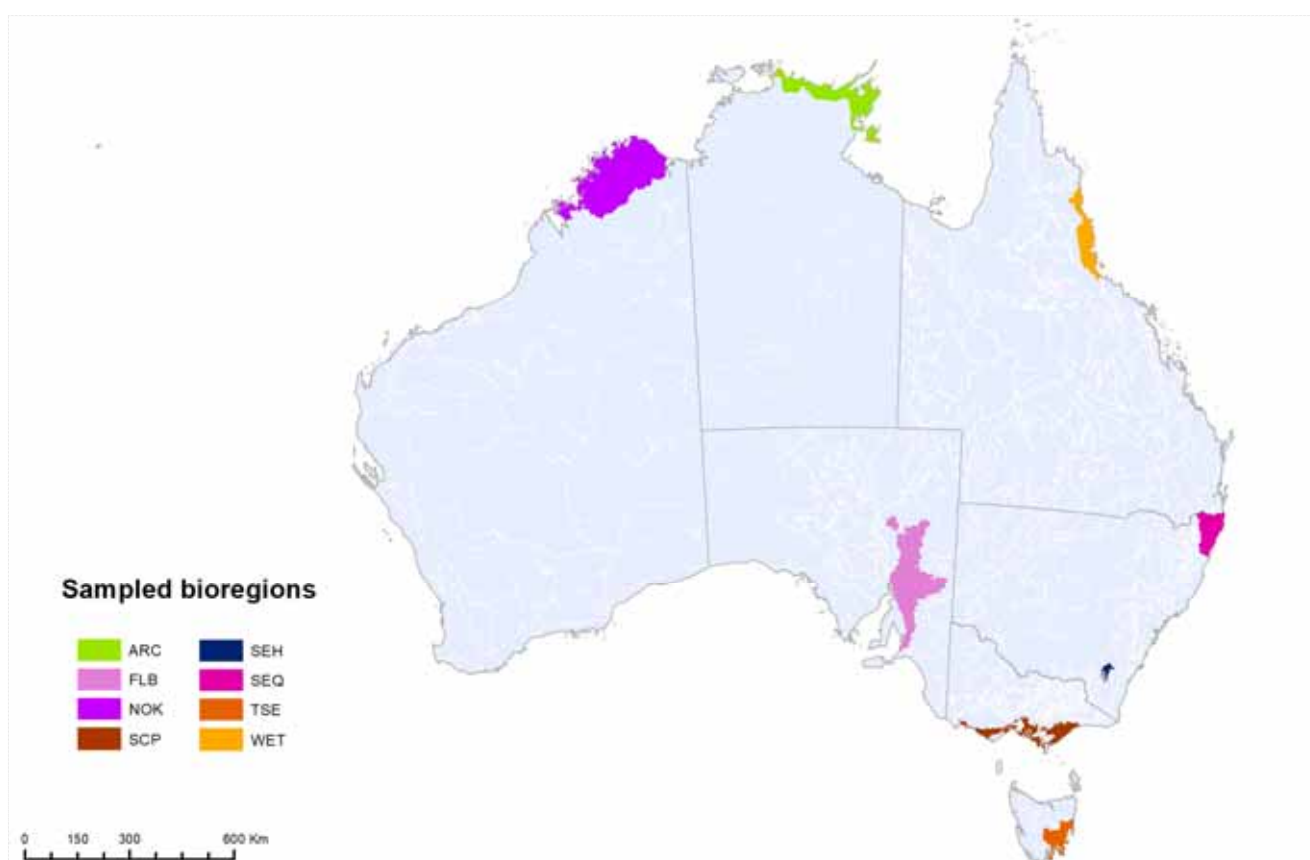 Sampled bioregions
ARC SEH
FLB SEQ
NOK TSE
SCP WET
0 150 300 600 Km